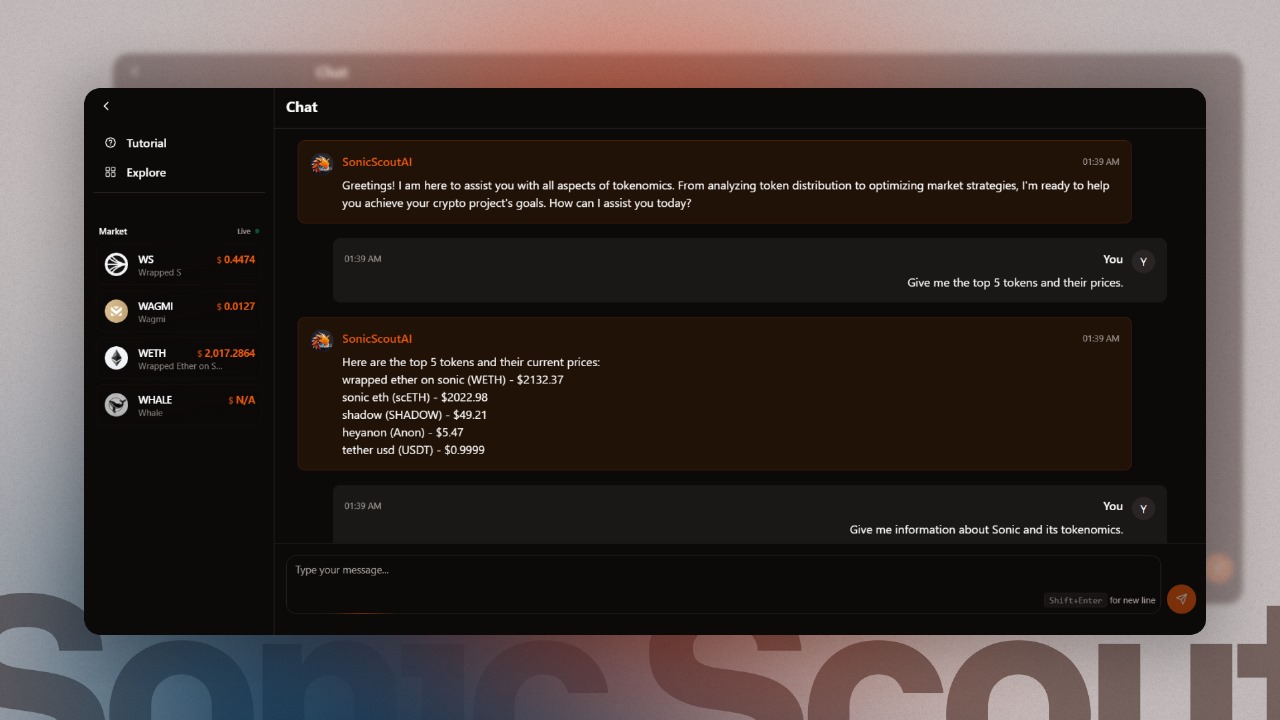 Chat
Chat
Tutorial
Explore
Market
Live
WS
$ 0.4474
Wrapped S
WAGMI
$ 0.0127
Wagmi
WETH
$ 2,017.2864
Wrapped Ether on S...
WHALE
$ N/A
Whale
SonicScoutAI
01:39 AM
Greetings! I am here to assist you with all aspects of tokenomics. From analyzing token distribution to optimizing market strategies, I'm ready to help
you achieve your crypto project's goals. How can I assist you today?
01:39 AM
You
Y
Give me the top 5 tokens and their prices.
SonicScoutAI
01:39 AM
Here are the top 5 tokens and their current prices:
wrapped ether on sonic (WETH) - $2132.37
sonic eth (scETH) - $2022.98
shadow (SHADOW) - $49.21
heyanon (Anon) - $5.47
tether usd (USDT) - $0.9999
01:39 AM
You
Y
Give me information about Sonic and its tokenomics.
Type your message...
Shift+Enter for new line
Sonic Scout